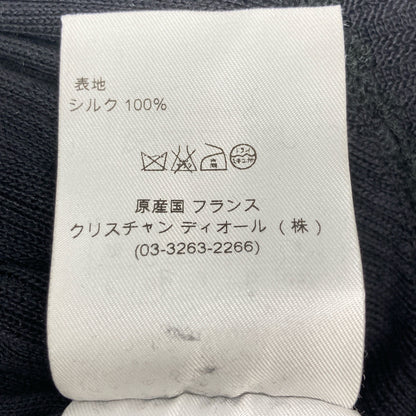 表地
シルク 100%
原産国 フランス
クリスチャン ディオール ( 株 )
(03-3263-2266)